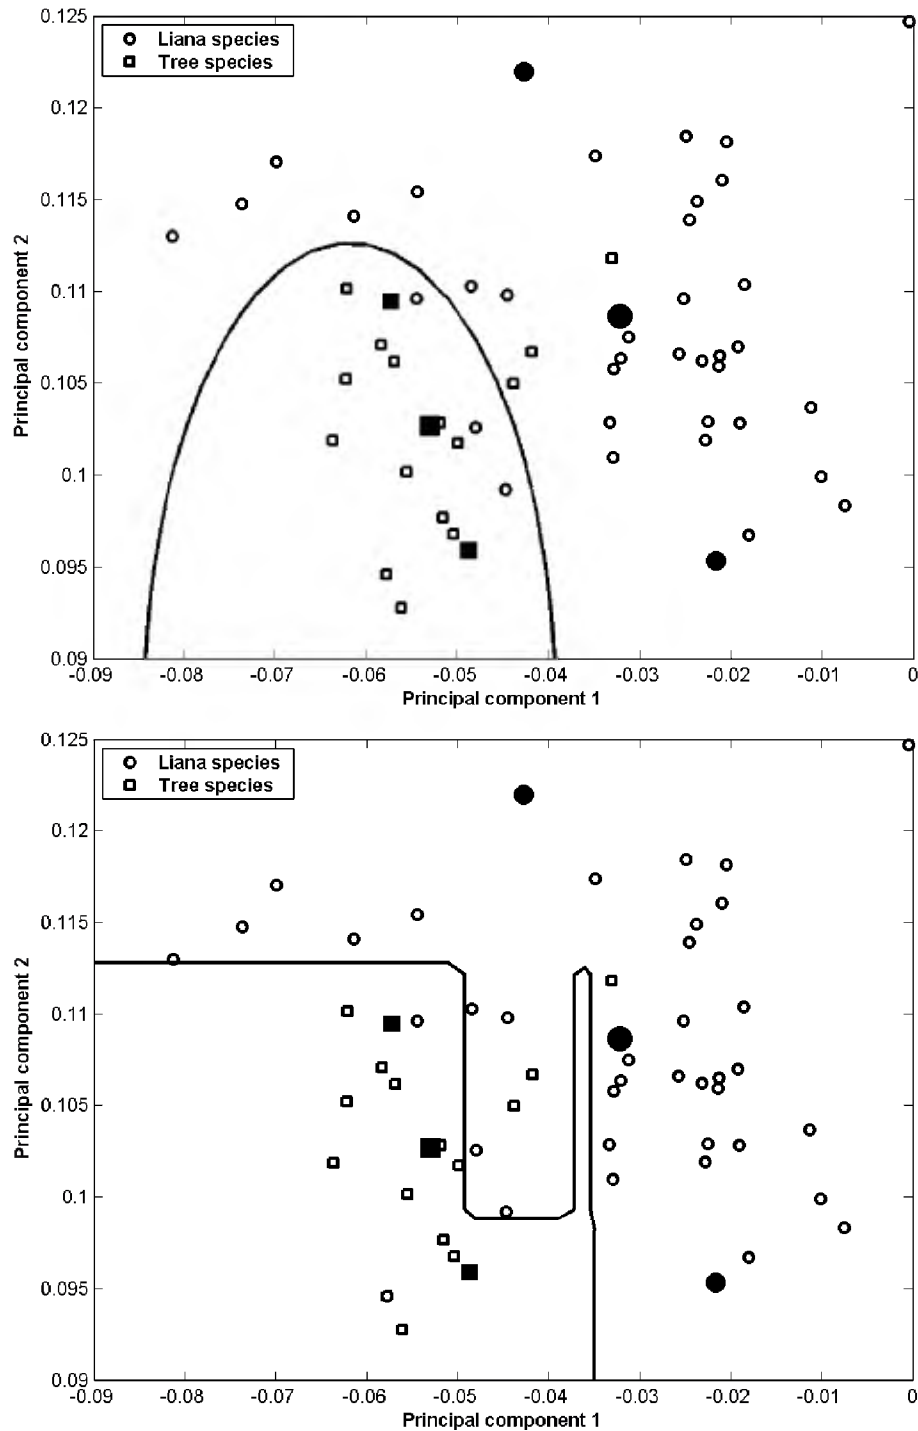 0.125
Liana species
Tree species
0.12
0.115
0.11
0.105
0.1
0.095
0.09
Principal component 2
-0.09 -0.08 -0.07 -0.06 -0.05 -0.04 -0.03 -0.02 -0.01 0
Principal component 1
0.125
Liana species
Tree species
0.12
0.115
0.11
0.105
0.1
0.095
0.09
Principal component 2
-0.09 -0.08 -0.07 -0.06 -0.05 -0.04 -0.03 -0.02 -0.01 0
Principal component 1